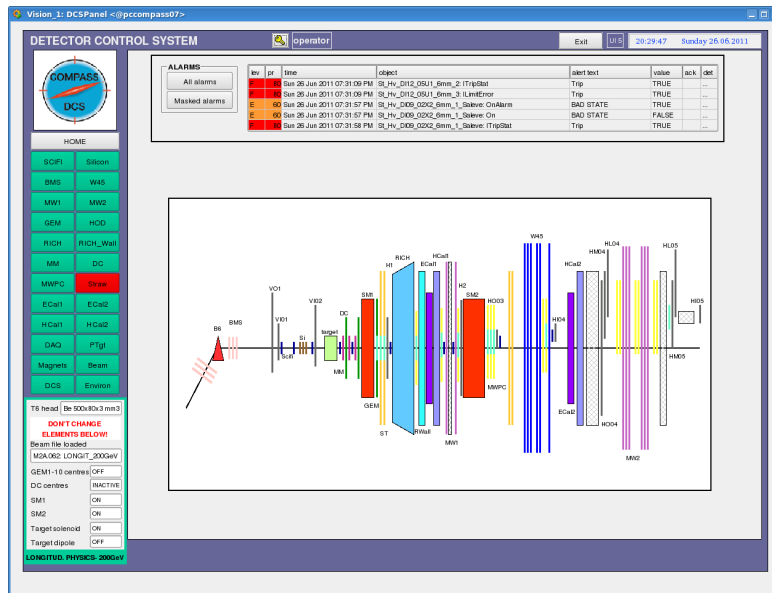 Vision_1: DCSPanel <@pccompass07>
DETECTOR CONTROL SYSTEM
operator
Exit
UI 5
20:29:47 Sunday 26.06.2011
COMPASS
DCS
ALARMS
All alarms
Masked alarms
lev pr time object alert text value ack det
Sun 26 Jun 2011 07:31:09 PM St_Hv_DI12_05U1_6mm_2: ITripStat Trip TRUE ...
Sun 26 Jun 2011 07:31:09 PM St_Hv_DI12_05U1_6mm_3: ILimitError Trip TRUE ...
E 60 Sun 26 Jun 2011 07:31:57 PM St_Hv_DI09_02X2_6mm_1_Saleve: OnAlarm BAD STATE TRUE ...
E 60 Sun 26 Jun 2011 07:31:57 PM St_Hv_DI09_02X2_6mm_1_Saleve: On BAD STATE FALSE ...
Sun 26 Jun 2011 07:31:58 PM St_Hv_DI09_02X2_6mm_1_Saleve: ITripStat Trip TRUE ...
HOME
SCIFI Silicon
BMS W45
MW1 MW2
GEM HOD
RICH RICH_Wall
MM DC
MWPC Straw
ECal1 ECal2
HCal1 HCal2
DAQ PTgt
Magnets Beam
DCS Environ
T6 head Be 500x80x3 mm3
DON'T CHANGE
ELEMENTS BELOW!
Beam file loaded
M2A.062: LONGIT_200GeV
GEM1-10 centres OFF
DC centres INACTIVE
SM1 ON
SM2 ON
Target solenoid ON
Target dipole OFF
LONGITUD. PHYSICS- 200GeV
W45
HL04
HL05
HM04
RICH
HCal1
H1
ECal1
HCal2
H2
VO1
VI02
SM1
SM2
HO03
HI05
DC
VI01
HI04
B6
BMS
Si
target
Scifi
HM05
MM
MWPC
GEM
ECal2
HO04
ST
RWall
MW1
MW2